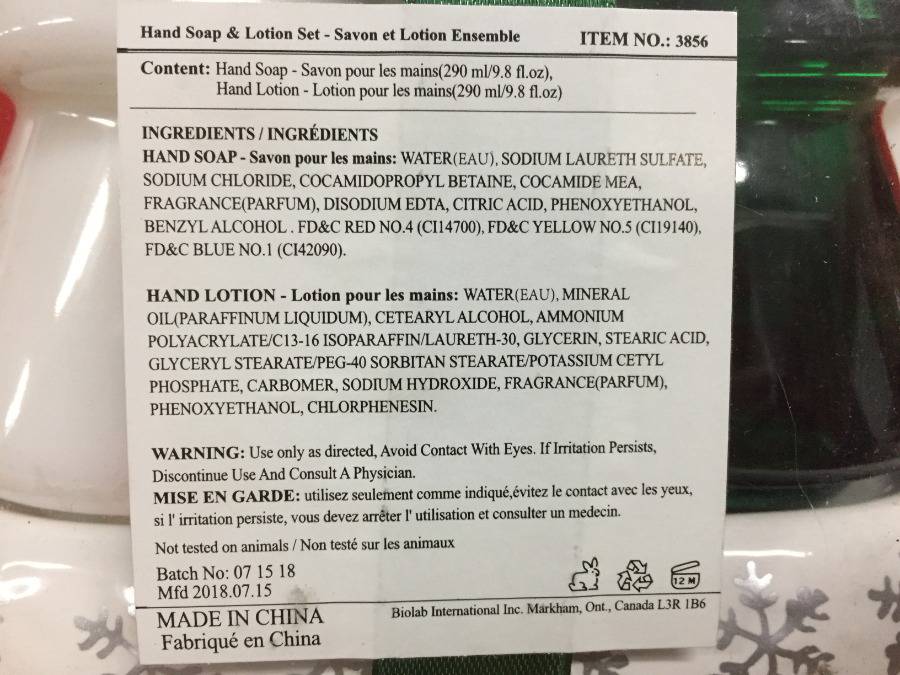 Hand Soap & Lotion Set - Savon et Lotion Ensemble ITEM NO.: 3856
Content: Hand Soap - Savon pour les mains(290 ml/9.8 fl.oz),
Hand Lotion - Lotion pour les mains(290 ml/9.8 fl.oz)
INGREDIENTS / INGRÉDIENTS
HAND SOAP - Savon pour les mains: WATER(EAU), SODIUM LAURETH SULFATE,
SODIUM CHLORIDE, COCAMIDOPROPYL BETAINE, COCAMIDE MEA,
FRAGRANCE(PARFUM), DISODIUM EDTA, CITRIC ACID, PHENOXYETHANOL,
BENZYL ALCOHOL . FD&C RED NO.4 (CI14700), FD&C YELLOW NO.5 (CI19140),
FD&C BLUE NO.1 (CI42090).
HAND LOTION - Lotion pour les mains: WATER(EAU), MINERAL
OIL(PARAFFINUM LIQUIDUM), CETEARYL ALCOHOL, AMMONIUM
POLYACRYLATE/C13-16 ISOPARAFFIN/LAURETH-30, GLYCERIN, STEARIC ACID,
GLYCERYL STEARATE/PEG-40 SORBITAN STEARATE/POTASSIUM CETYL
PHOSPHATE, CARBOMER, SODIUM HYDROXIDE, FRAGRANCE(PARFUM),
PHENOXYETHANOL, CHLORPHENESIN.
WARNING: Use only as directed, Avoid Contact With Eyes. If Irritation Persists,
Discontinue Use And Consult A Physician.
MISE EN GARDE: utilisez seulement comme indiqué,évitez le contact avec les yeux,
si l' irritation persiste, vous devez arrêter l' utilisation et consulter un medecin.
Not tested on animals / Non testé sur les animaux
Batch No: 07 15 18
Mfd 2018.07.15
12 M
MADE IN CHINA
Fabriqué en China
Biolab International Inc. Markham, Ont., Canada L3R 1B6